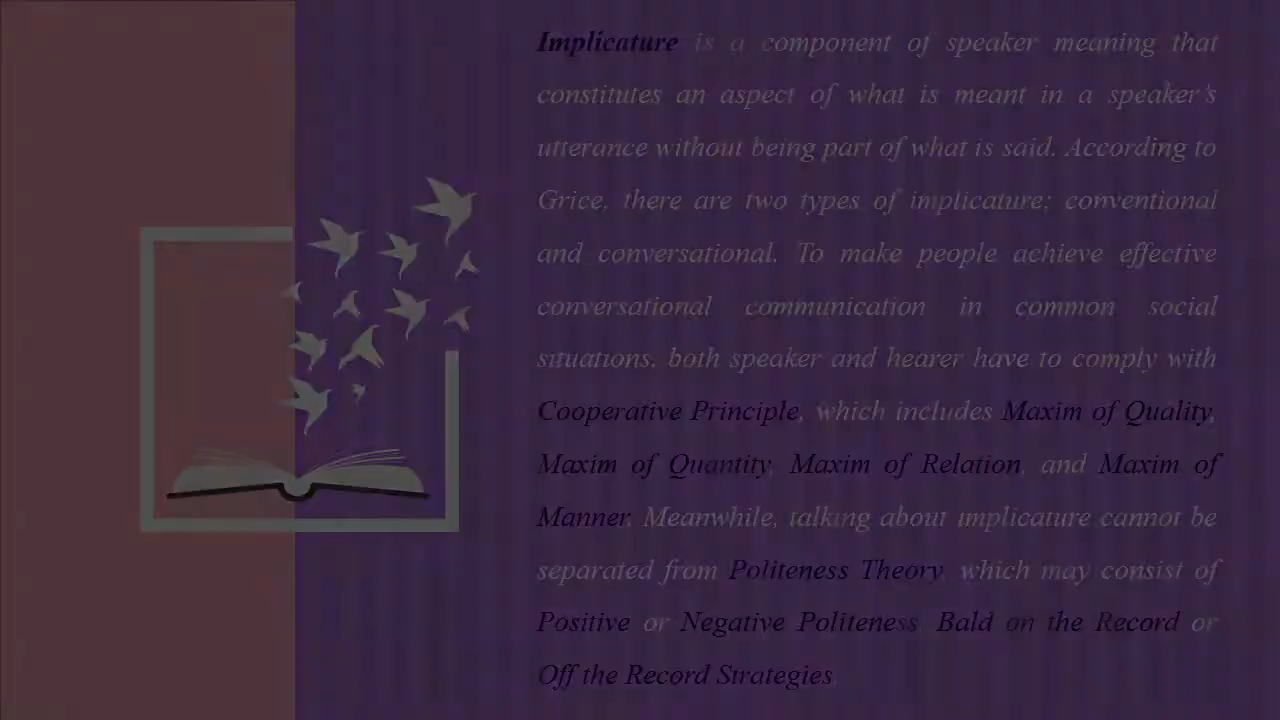 Implicature is a component of speaker meaning that
constitutes an aspect of what is meant in a speaker's
utterance without being part of what is said. According to
Grice, there are two types of implicature; conventional
and conversational. To make people achieve effective
conversational communication in common social
situations. both speaker and hearer have to comply with
Cooperative Principle, which includes Maxim of Quality,
Maxim of Quantity, Maxim of Relation, and Maxim of
Manner. Meanwhile, talking about implicature cannot be
separated from Politeness Theory, which may consist of
Positive or Negative Politeness, Bald on the Record or
Off the Record Strategies